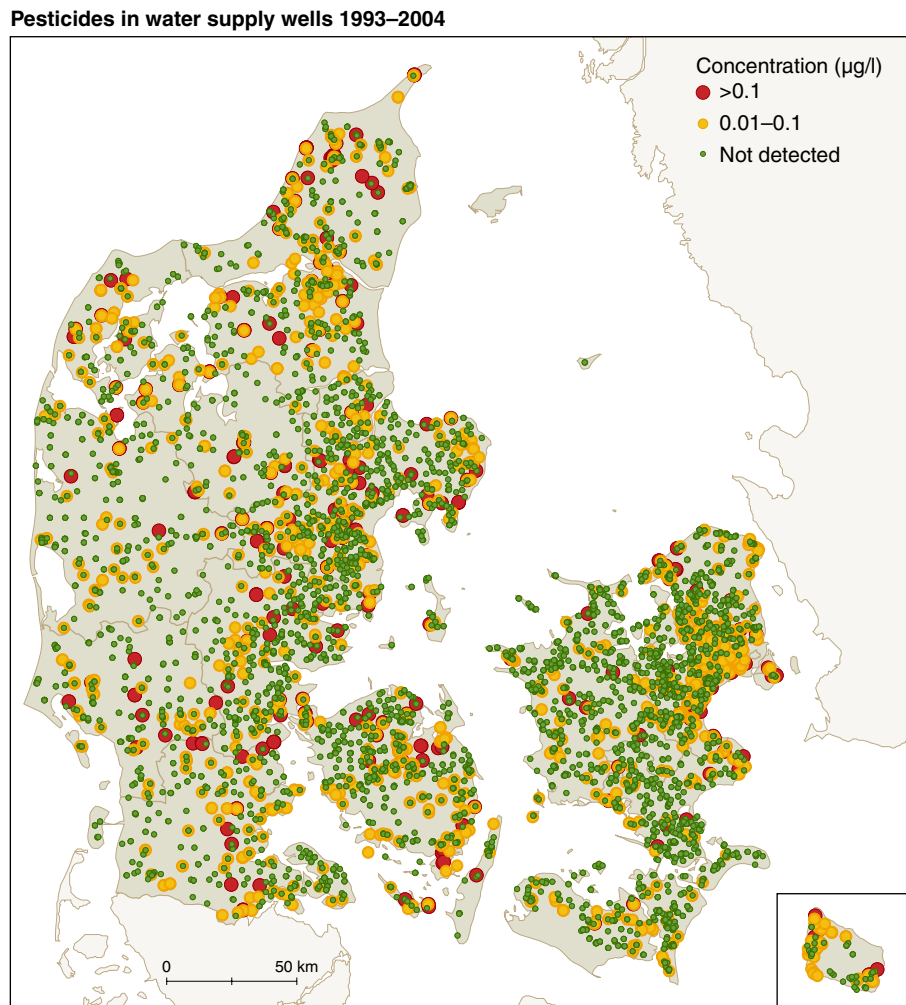 Pesticides in water supply wells 1993–2004
Concentration (µg/l)
>0.1
0.01–0.1
Not detected
0 50 km